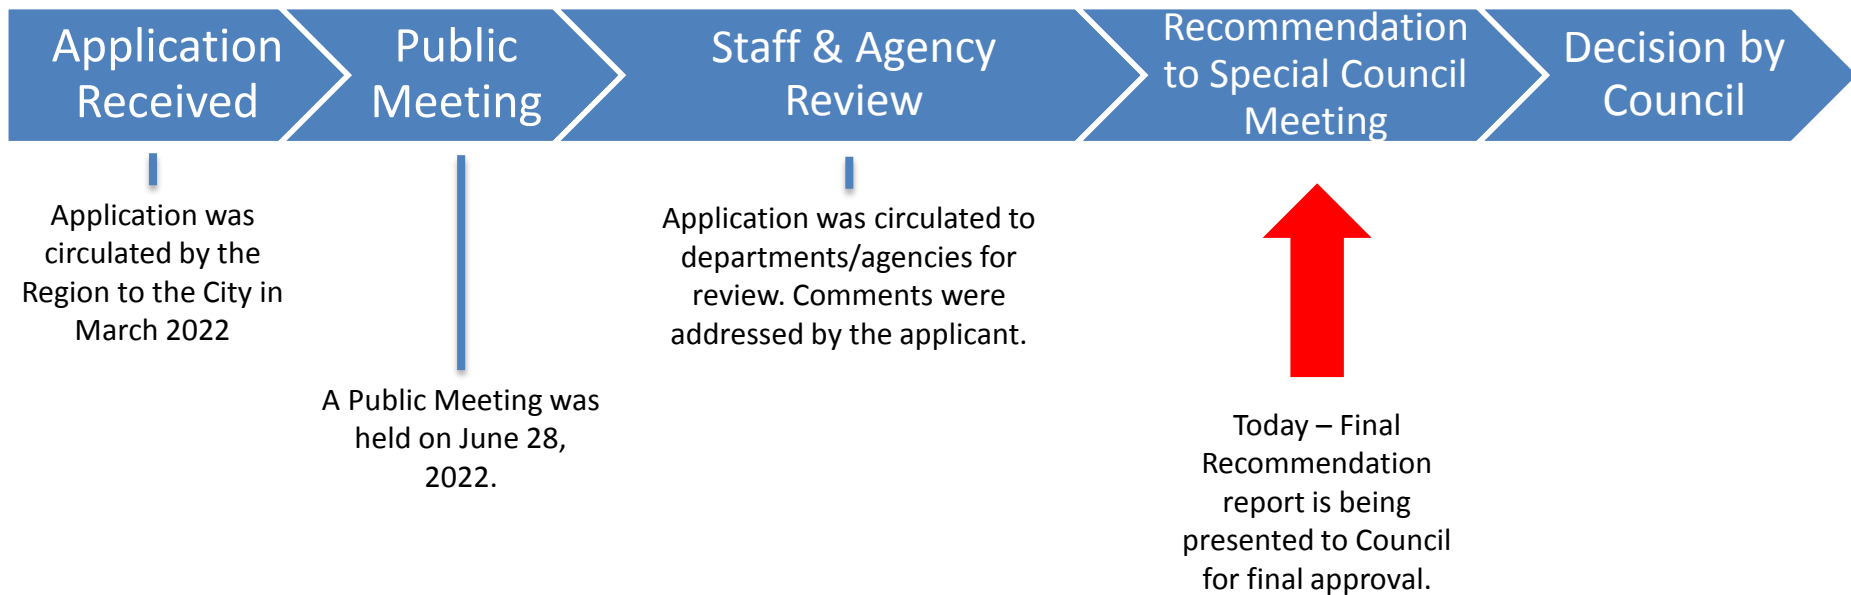 Application
Received
Public
Meeting
Staff & Agency
Review
Recommendation
to Special Council
Meeting
Decision by
Council
Application was
circulated by the
Region to the City in
March 2022
A Public Meeting was
held on June 28,
2022.
Application was circulated to
departments/agencies for
review. Comments were
addressed by the applicant.
Today – Final
Recommendation
report is being
presented to Council
for final approval.